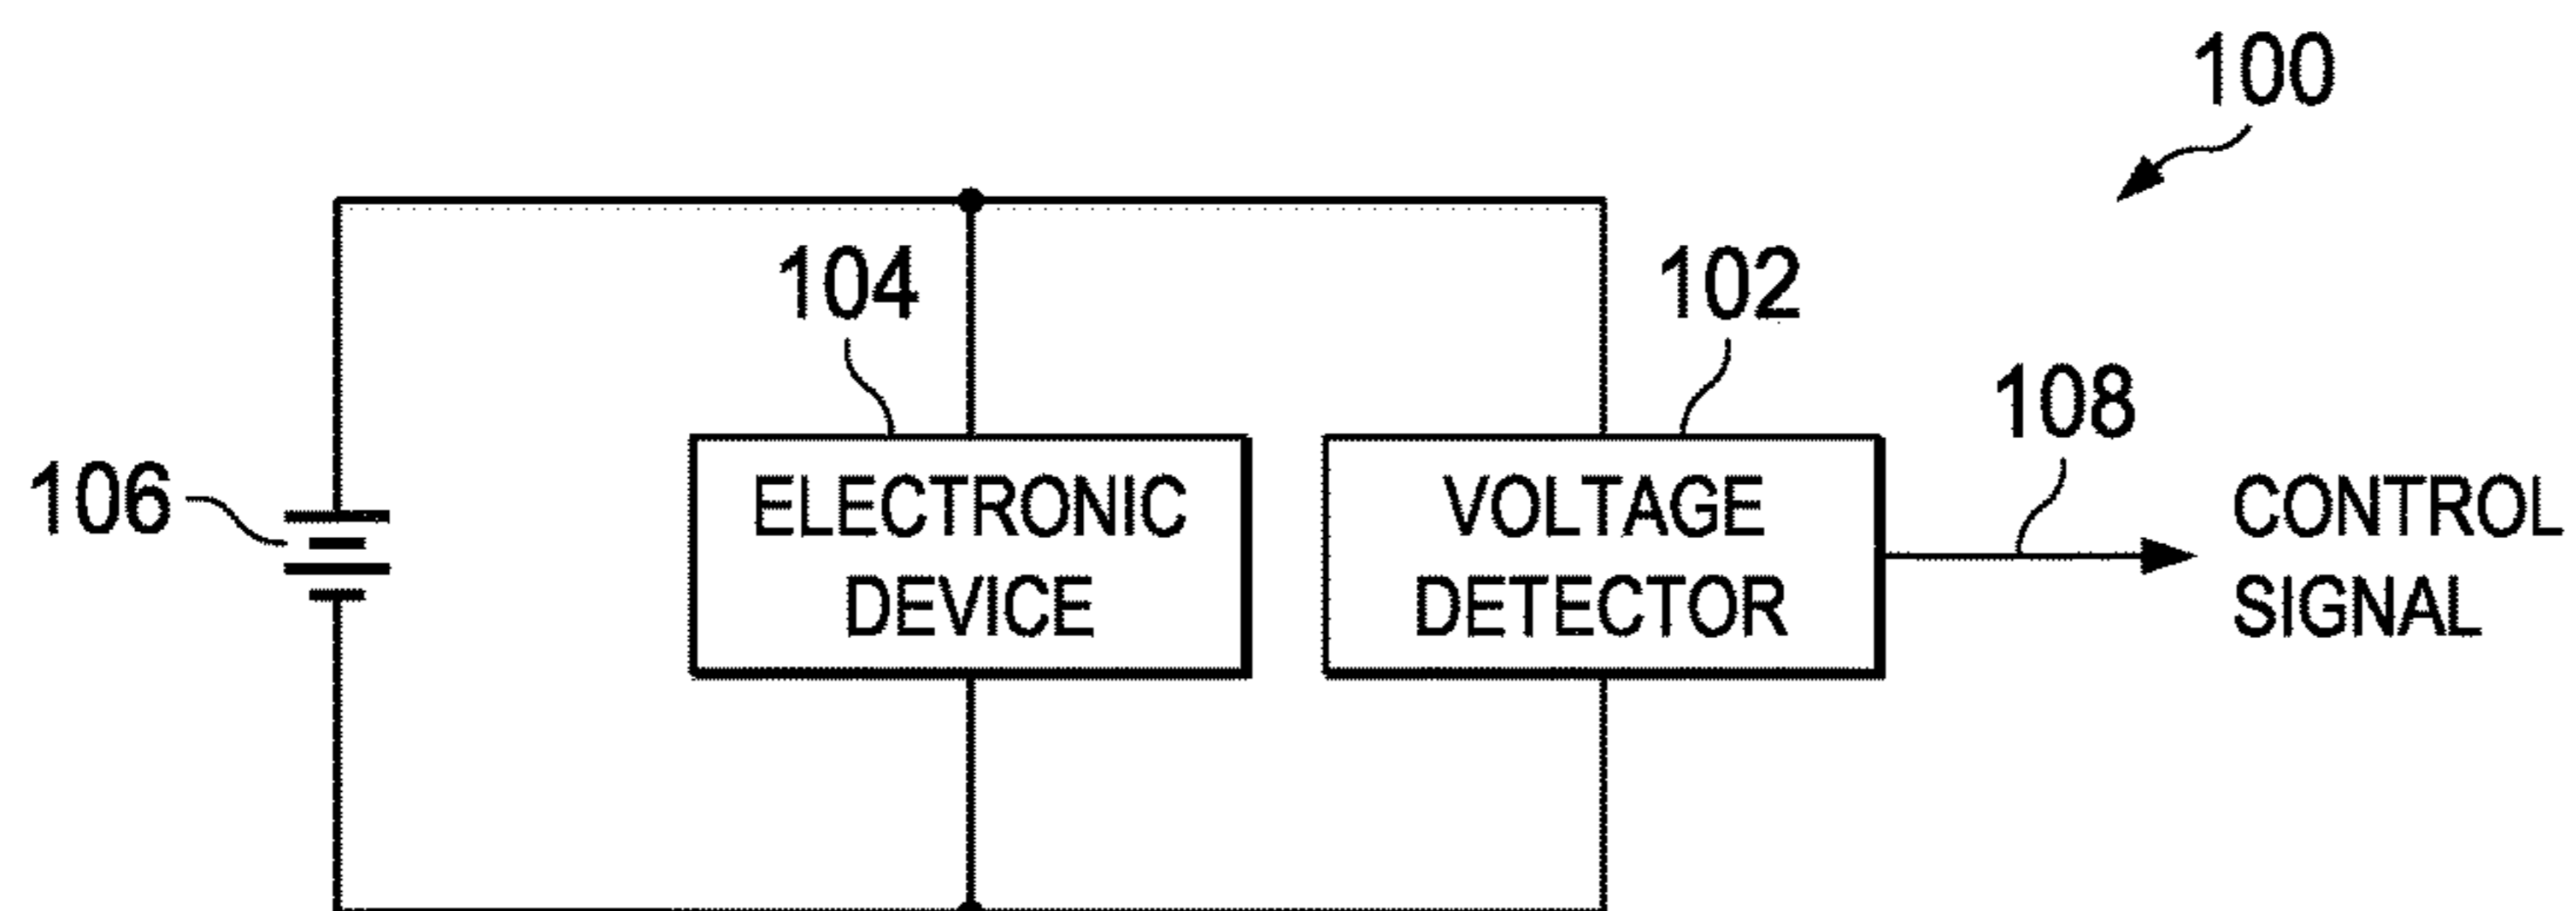 100
104
102
108
106
ELECTRONIC
DEVICE
VOLTAGE
DETECTOR
CONTROL
SIGNAL